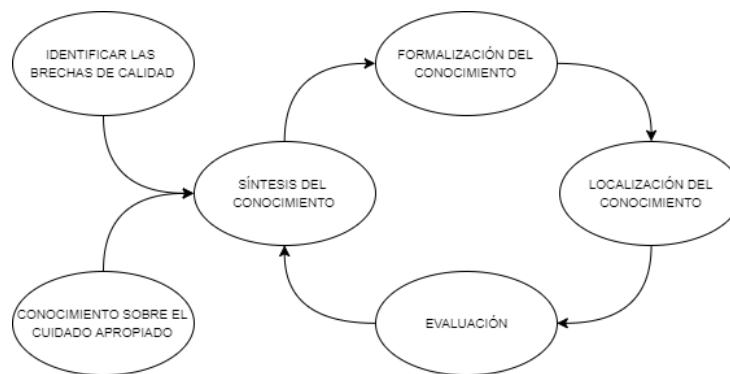 IDENTIFICAR LAS
BRECHAS DE CALIDAD
FORMALIZACIÓN DEL
CONOCIMIENTO
SÍNTESIS DEL
CONOCIMIENTO
LOCALIZACIÓN DEL
CONOCIMIENTO
CONOCIMIENTO SOBRE EL
CUIDADO APROPIADO
EVALUACIÓN